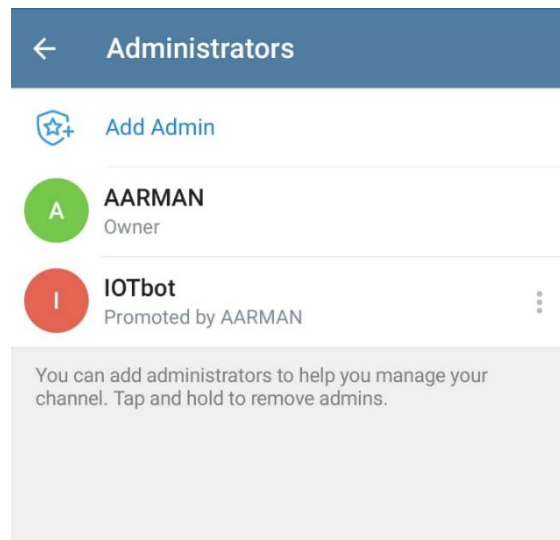 Administrators
Add Admin
A
AARMAN
Owner
I
IOTbot
Promoted by AARMAN
You can add administrators to help you manage your
channel. Tap and hold to remove admins.